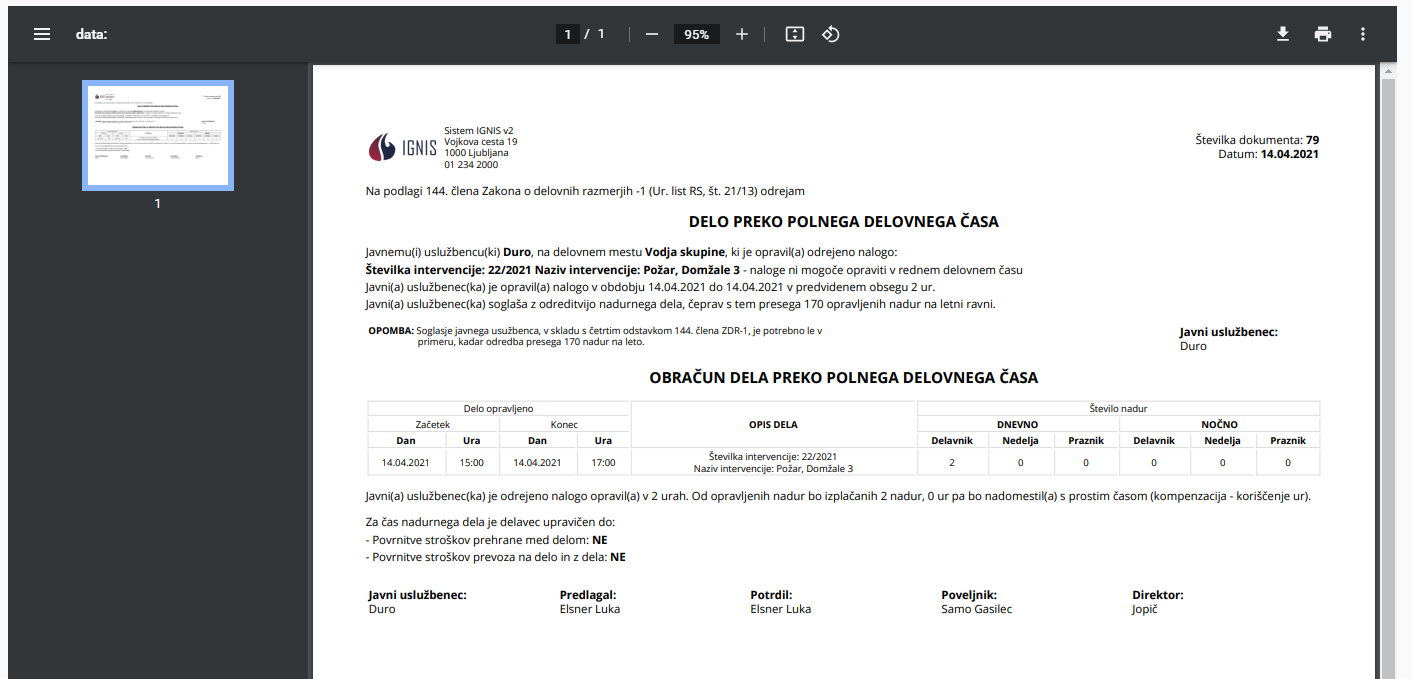 data:
1 / 1
95%
1
IGNIS
Sistem IGNIS v2
Vojkova cesta 19
1000 Ljubljana
01 234 2000
Številka dokumenta: 79
Datum: 14.04.2021
Na podlagi 144. člena Zakona o delovnih razmerjih -1 (Ur. list RS, št. 21/13) odrejam
DELO PREKO POLNEGA DELOVNEGA ČASA
Javnemu(i) uslužbencu(ki) Duro, na delovnem mestu Vodja skupine, ki je opravil(a) odrejeno nalogo:
Številka intervencije: 22/2021 Naziv intervencije: Požar, Domžale 3 - naloge ni mogoče opraviti v rednem delovnem času
Javni(a) uslužbenec(ka) je opravil(a) nalogo v obdobju 14.04.2021 do 14.04.2021 v predvidenem obsegu 2 ur.
Javni(a) uslužbenec(ka) soglaša z odreditvijo nadurnega dela, čeprav s tem presega 170 opravljenih nadur na letni ravni.
OPOMBA: Soglasje javnega usužbenca, v skladu s četrtim odstavkom 144. člena ZDR-1, je potrebno le v
primeru, kadar odredba presega 170 nadur na leto.
Javni uslužbenec:
Duro
OBRAČUN DELA PREKO POLNEGA DELOVNEGA ČASA
Delo opravljeno OPIS DELA Število nadur
Začetek Konec DNEVNO NOČNO
Dan Ura Dan Ura Delavnik Nedelja Praznik Delavnik Nedelja Praznik
14.04.2021 15:00 14.04.2021 17:00 Številka intervencije: 22/2021 2 0 0 0 0 0
Naziv intervencije: Požar, Domžale 3
Javni(a) uslužbenec(ka) je odrejeno nalogo opravil(a) v 2 urah. Od opravljenih nadur bo izplačanih 2 nadur, 0 ur pa bo nadomestil(a) s prostim časom (kompenzacija - koriščenje ur).
Za čas nadurnega dela je delavec upravičen do:
- Povrnitve stroškov prehrane med delom: NE
- Povrnitve stroškov prevoza na delo in z dela: NE
Javni uslužbenec: Predlagal: Potrdil: Poveljnik: Direktor:
Duro Elsner Luka Elsner Luka Samo Gasilec Jopič